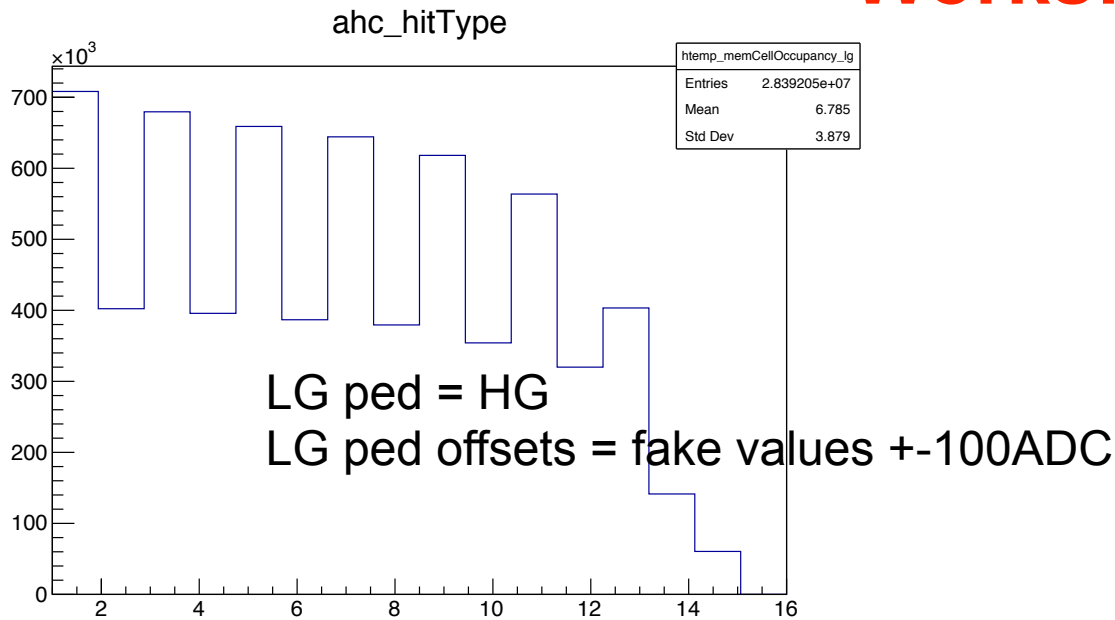 ahc_hitType
×10³
htemp_memCellOccupancy_lg
Entries 2.839205e+07
Mean 6.785
Std Dev 3.879
700
600
500
400
300
200
100
0
LG ped = HG
LG ped offsets = fake values +-100ADC
2 4 6 8 10 12 14 16